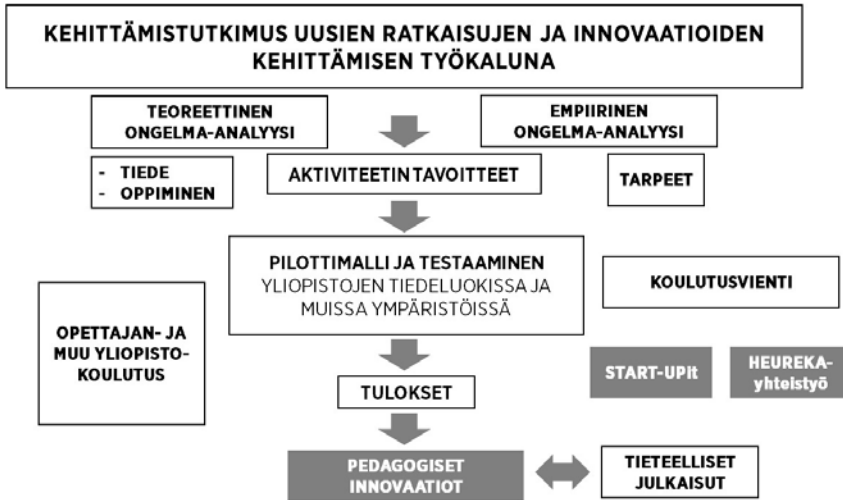 KEHITTÄMISTUTKIMUS UUSIEN RATKAISUJEN JA INNOVAATIOIDEN
KEHITTÄMISEN TYÖKALUNA
TEOREETTINEN
ONGELMA-ANALYYSI
EMPIIRINEN
ONGELMA-ANALYYSI
- TIEDE
- OPPIMINEN
AKTIVITEETIN TAVOITTEET
TARPEET
PILOTTIMALLI JA TESTAAMINEN
YLIOPISTOJEN TIEDELUOKISSA JA
MUISSA YMPÄRISTÖISSÄ
KOULUTUSVIENTI
OPETTAJAN- JA
MUU YLIOPISTO-
KOULUTUS
START-UPit
HEUREKA-
yhteistyö
TULOKSET
PEDAGOGISET
INNOVAATIOT
TIETEELLISET
JULKAISUT